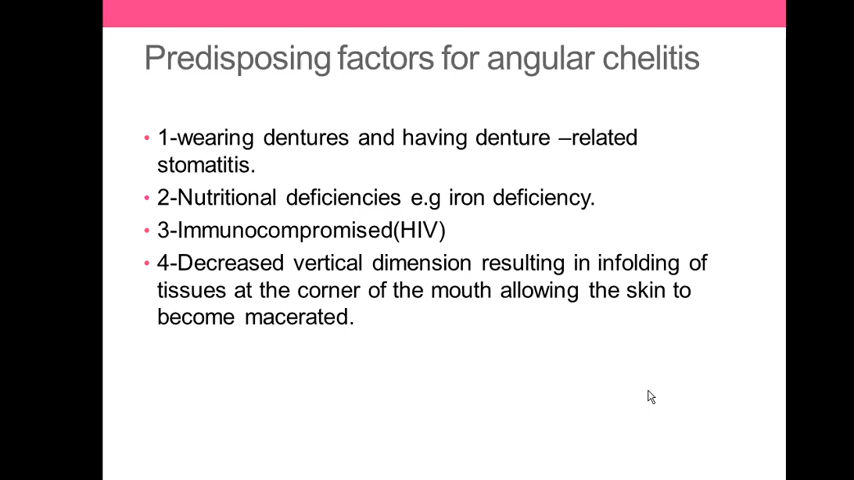 Predisposing factors for angular chelitis
• 1-wearing dentures and having denture –related
stomatitis.
• 2-Nutritional deficiencies e.g iron deficiency.
• 3-Immunocompromised(HIV)
• 4-Decreased vertical dimension resulting in infolding of
tissues at the corner of the mouth allowing the skin to
become macerated.